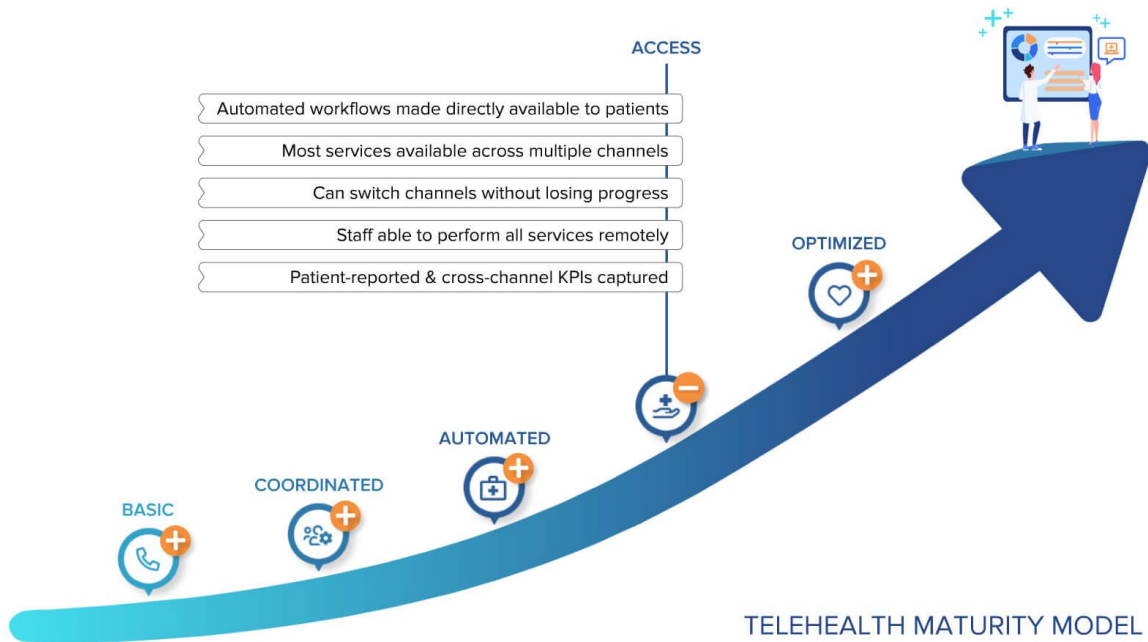 ACCESS
Automated workflows made directly available to patients
Most services available across multiple channels
Can switch channels without losing progress
Staff able to perform all services remotely
Patient-reported & cross-channel KPIs captured
OPTIMIZED
AUTOMATED
COORDINATED
BASIC
TELEHEALTH MATURITY MODEL